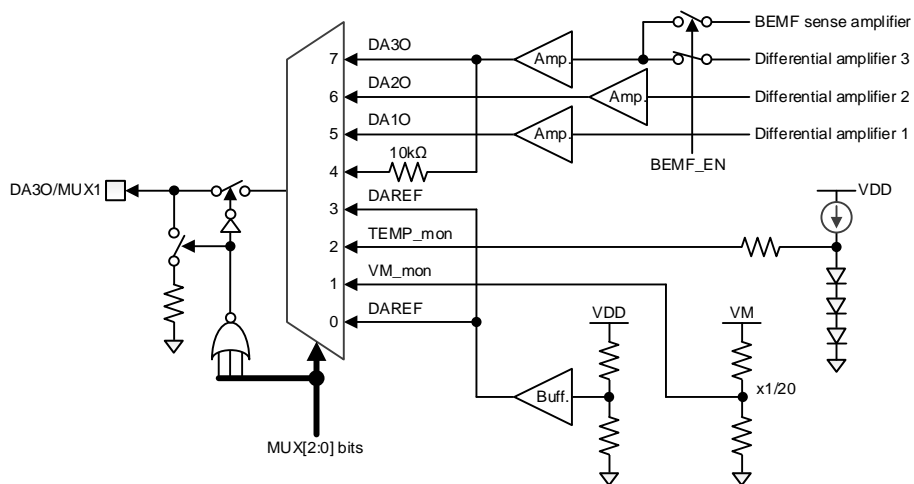 BEMF sense amplifier
DA3O
7
Amp.
Differential amplifier 3
DA2O
6
Amp.
Differential amplifier 2
DA1O
5
Amp.
Differential amplifier 1
10kΩ
BEMF_EN
4
DA3O/MUX1
VDD
DAREF
3
TEMP_mon
2
VM_mon
1
DAREF
0
VDD
VM
Buff.
x1/20
MUX[2:0] bits